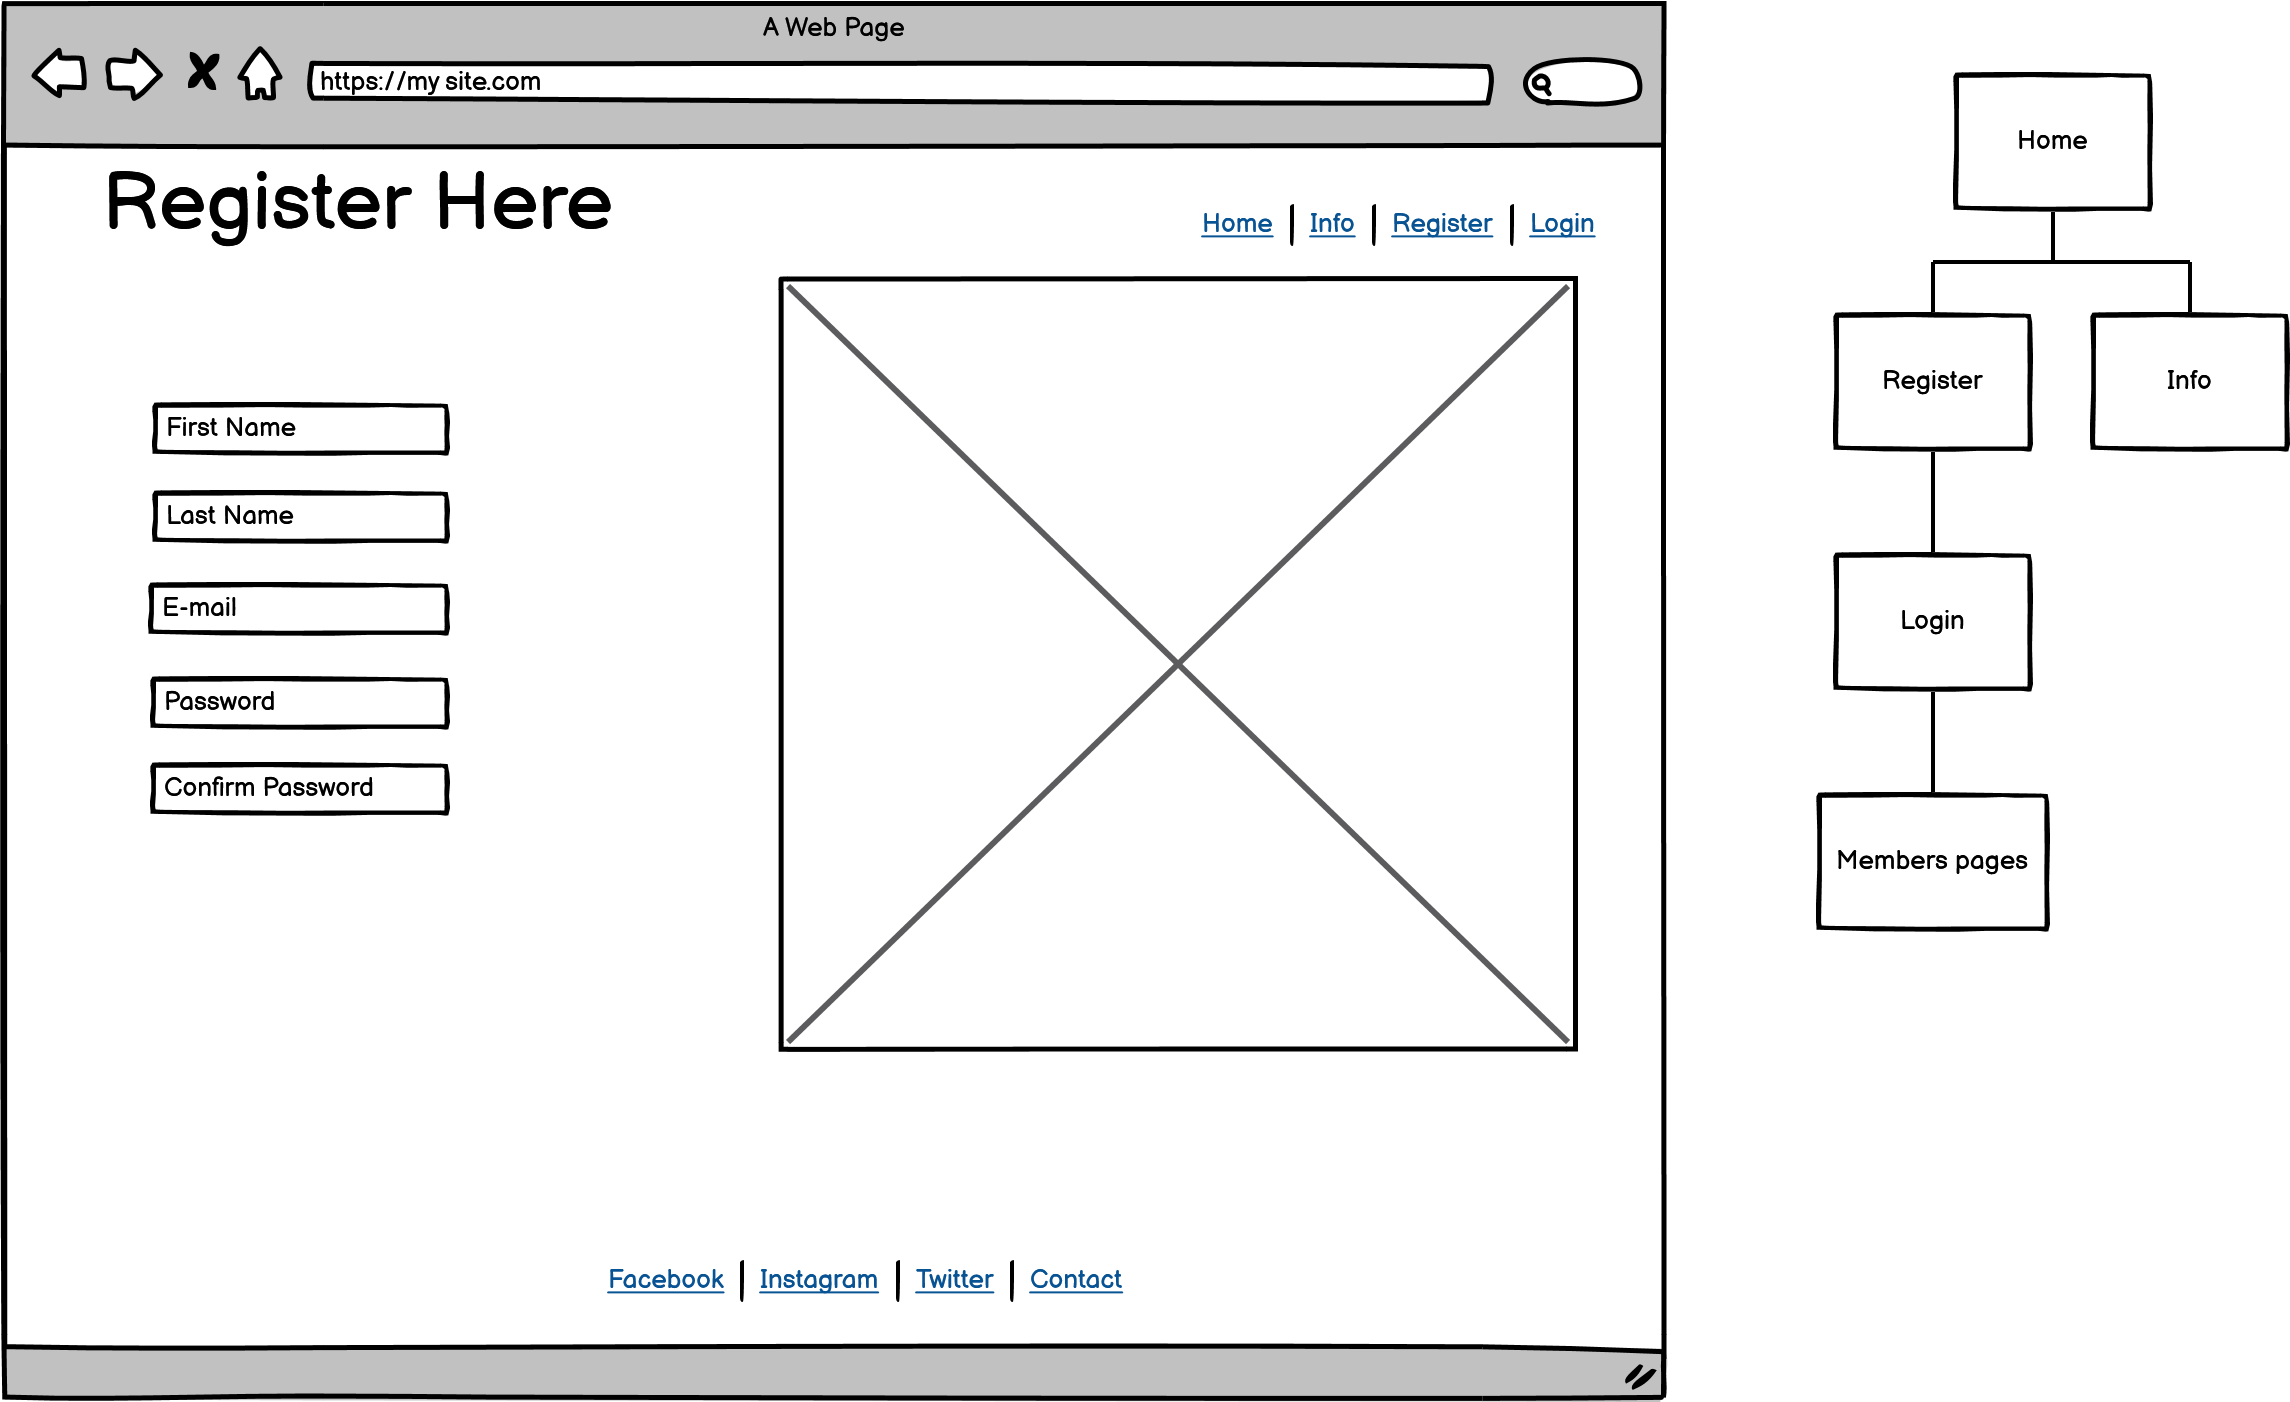 A Web Page
https://my site.com
Register Here
Home | Info | Register | Login
First Name
Last Name
E-mail
Password
Confirm Password
Facebook | Instagram | Twitter | Contact
Home
Register
Info
Login
Members pages